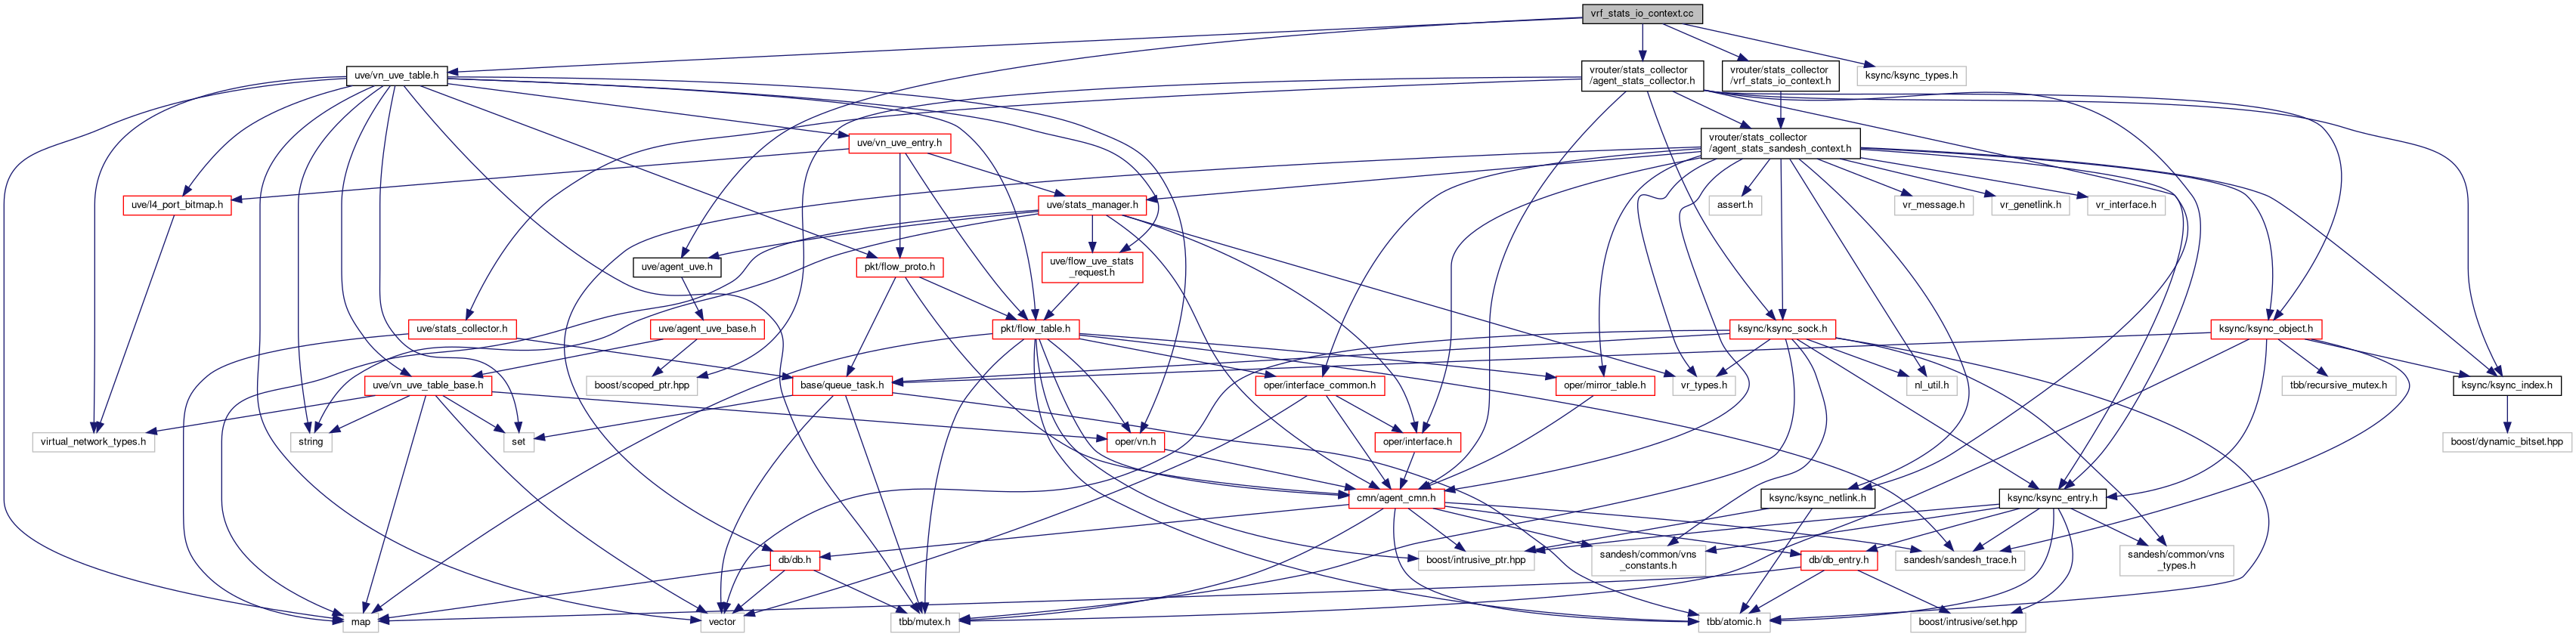 vrf_stats_io_context.cc
uve/vn_uve_table.h
vrouter/stats_collector
/agent_stats_collector.h
vrouter/stats_collector
/vrf_stats_io_context.h
ksync/ksync_types.h
uve/vn_uve_entry.h
vrouter/stats_collector
/agent_stats_sandesh_context.h
uve/l4_port_bitmap.h
uve/stats_manager.h
assert.h
vr_message.h
vr_genetlink.h
vr_interface.h
uve/agent_uve.h
pkt/flow_proto.h
uve/flow_uve_stats
_request.h
uve/stats_collector.h
uve/agent_uve_base.h
pkt/flow_table.h
ksync/ksync_sock.h
ksync/ksync_object.h
uve/vn_uve_table_base.h
boost/scoped_ptr.hpp
base/queue_task.h
oper/interface_common.h
oper/mirror_table.h
vr_types.h
nl_util.h
tbb/recursive_mutex.h
ksync/ksync_index.h
virtual_network_types.h
string
set
oper/vn.h
oper/interface.h
boost/dynamic_bitset.hpp
cmn/agent_cmn.h
ksync/ksync_netlink.h
ksync/ksync_entry.h
db/db.h
boost/intrusive_ptr.hpp
sandesh/common/vns
_constants.h
db/db_entry.h
sandesh/sandesh_trace.h
sandesh/common/vns
_types.h
map
vector
tbb/mutex.h
tbb/atomic.h
boost/intrusive/set.hpp